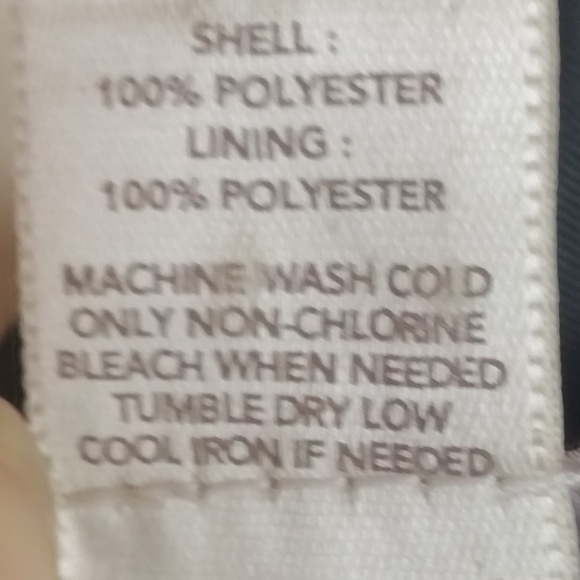 SHELL :
100% POLYESTER
LINING :
100% POLYESTER
MACHINE WASH COLD
ONLY NON-CHLORINE
BLEACH WHEN NEEDED
TUMBLE DRY LOW
COOL IRON IF NEEDED